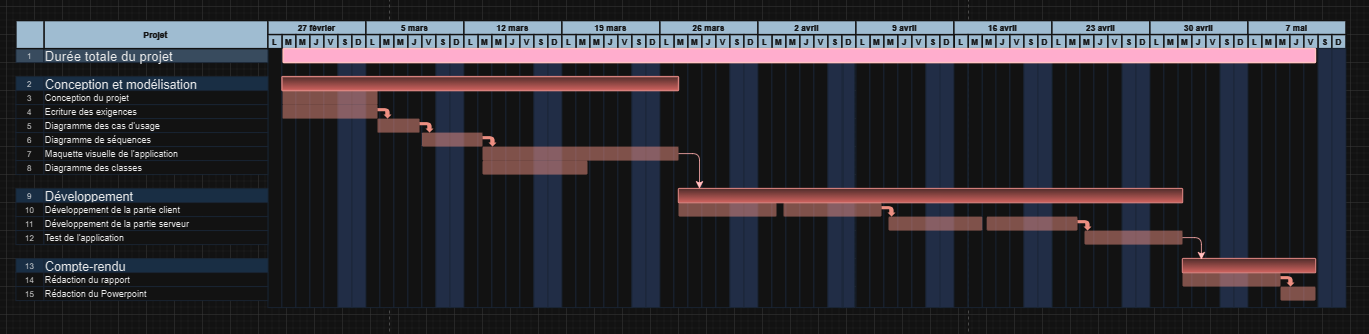 Projet
27 février 5 mars 12 mars 19 mars 26 mars 2 avril 9 avril 16 avril 23 avril 30 avril 7 mai
L M M J V S D L M M J V S D L M M J V S D L M M J V S D L M M J V S D L M M J V S D L M M J V S D L M M J V S D L M M J V S D L M M J V S D L M M J V S D
1 Durée totale du projet
2 Conception et modélisation
3 Conception du projet
4 Ecriture des exigences
5 Diagramme des cas d'usage
6 Diagramme de séquences
7 Maquette visuelle de l'application
8 Diagramme des classes
9 Développement
10 Développement de la partie client
11 Développement de la partie serveur
12 Test de l'application
13 Compte-rendu
14 Rédaction du rapport
15 Rédaction du Powerpoint